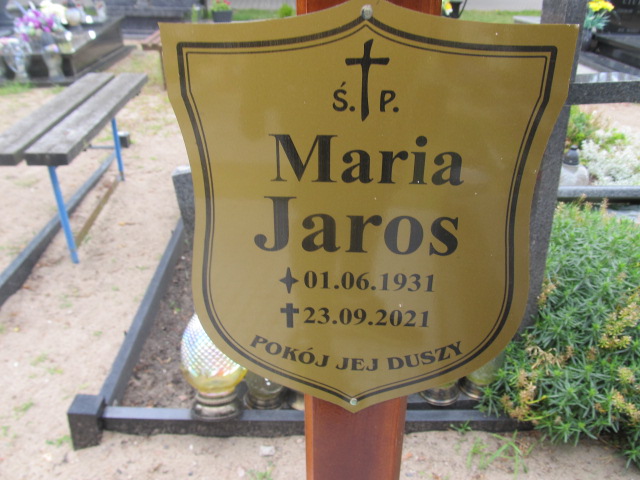 Ś. P.
Maria
Jaros
01.06.1931
23.09.2021
POKÓJ JEJ DUSZY